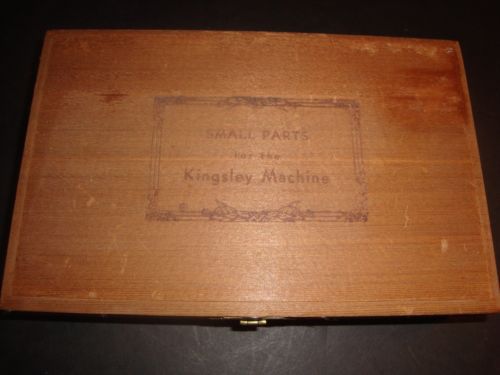 SMALL PARTS
for the
Kingsley Machine